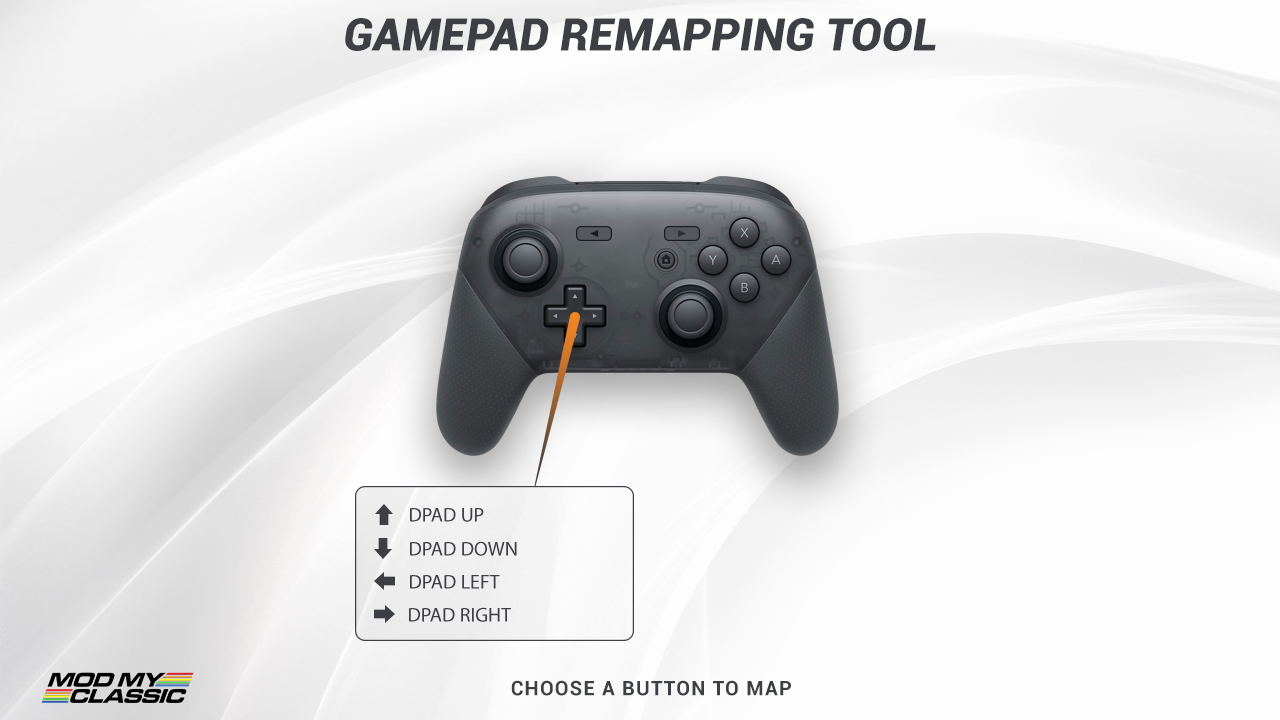 GAMEPAD REMAPPING TOOL
X
Y
A
B
DPAD UP
DPAD DOWN
DPAD LEFT
DPAD RIGHT
MOD MY
CLASSIC
CHOOSE A BUTTON TO MAP